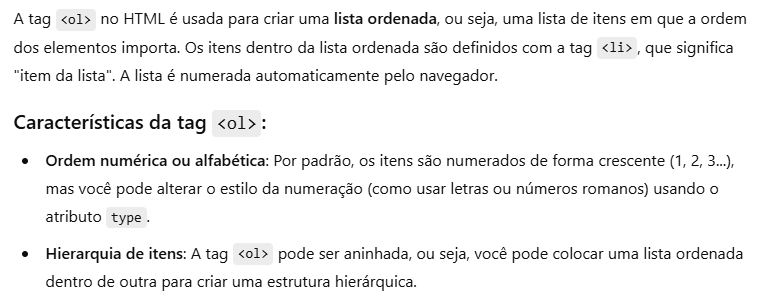 A tag <ol> no HTML é usada para criar uma lista ordenada, ou seja, uma lista de itens em que a ordem
dos elementos importa. Os itens dentro da lista ordenada são definidos com a tag <li>, que significa
"item da lista". A lista é numerada automaticamente pelo navegador.
Características da tag <ol>:
• Ordem numérica ou alfabética: Por padrão, os itens são numerados de forma crescente (1, 2, 3...),
mas você pode alterar o estilo da numeração (como usar letras ou números romanos) usando o
atributo type.
• Hierarquia de itens: A tag <ol> pode ser aninhada, ou seja, você pode colocar uma lista ordenada
dentro de outra para criar uma estrutura hierárquica.